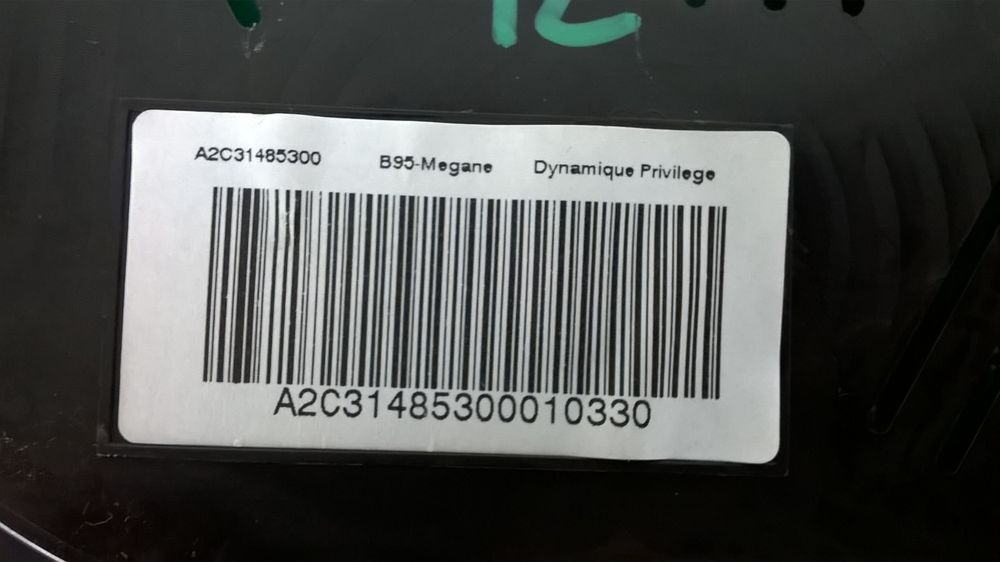 A2C31485300 B95-Megane Dynamique Privilege
A2C31485300010330